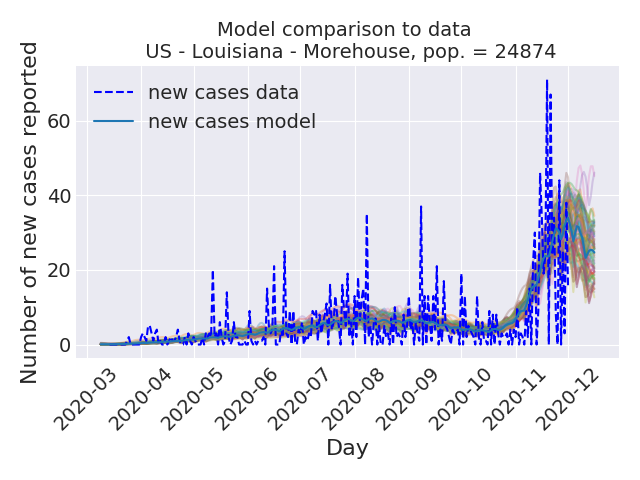 Model comparison to data
US - Louisiana - Morehouse, pop. = 24874
Number of new cases reported
60
40
20
0
new cases data
new cases model
2020-03
2020-04
2020-05
2020-06
2020-07
2020-08
2020-09
2020-10
2020-11
2020-12
Day